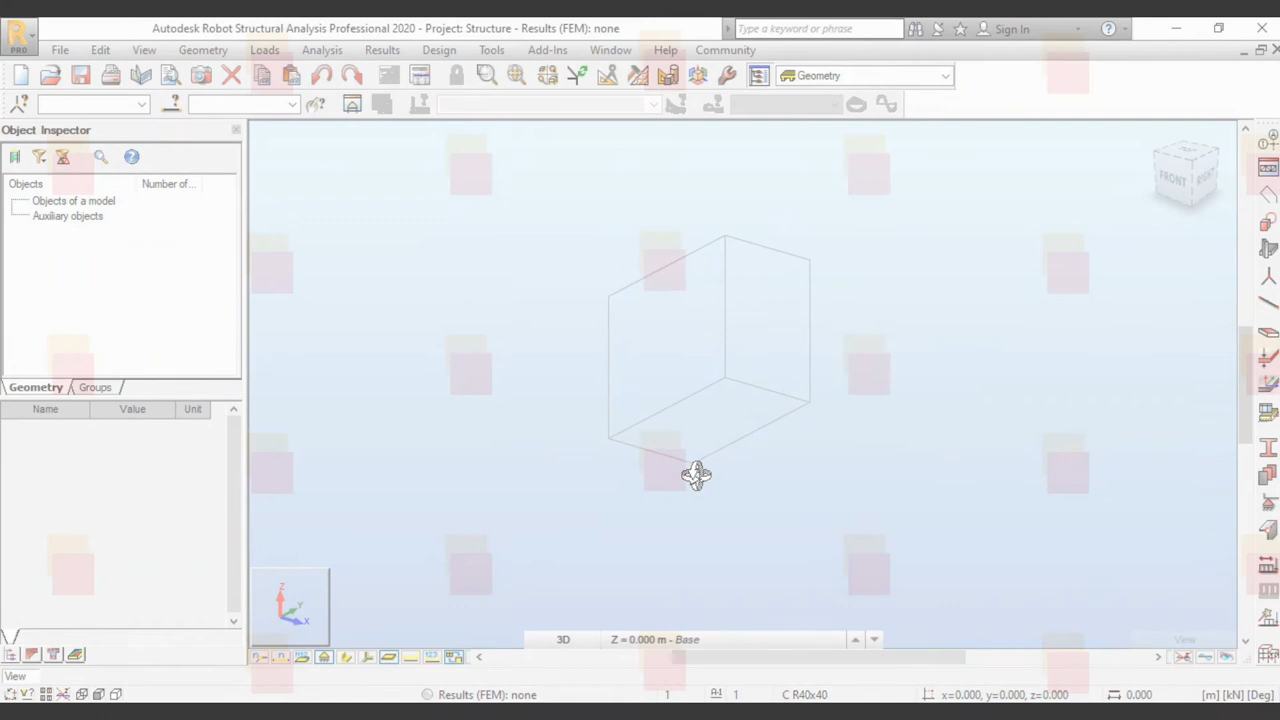 Autodesk Robot Structural Analysis Professional 2020 - Project: Structure - Results (FEM): none
Type a keyword or phrase
Sign In
PRO
File Edit View Geometry Loads Analysis Results Design Tools Add-Ins Window Help Community
Geometry
Object Inspector
Objects Number of...
Objects of a model
Auxiliary objects
FRONT RIGHT
Geometry Groups
Name Value Unit
Z
Y
X
3D Z = 0.000 m - Base
View
View
Results (FEM): none 1 1 C R40x40 x=0.000, y=0.000, z=0.000 0.000 [m] [kN] [Deg]